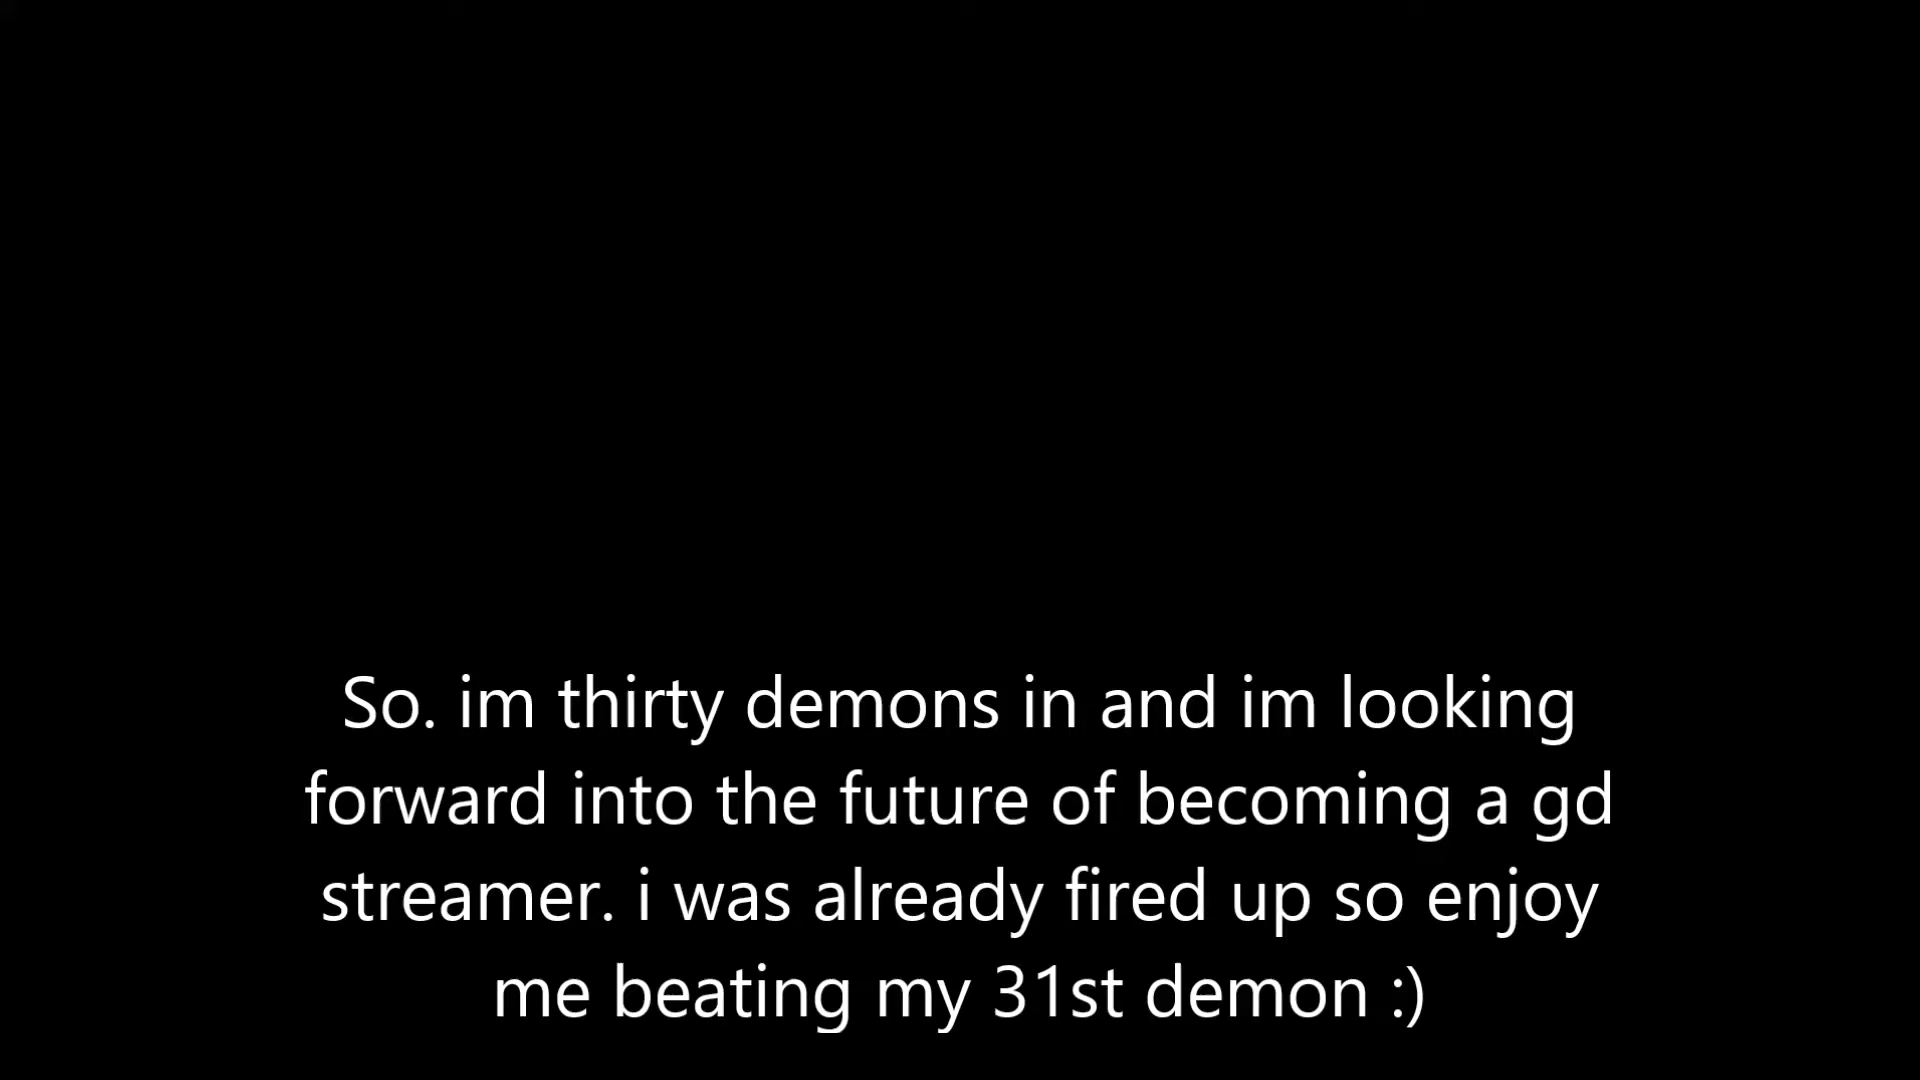 So. im thirty demons in and im looking
forward into the future of becoming a gd
streamer. i was already fired up so enjoy
me beating my 31st demon :)